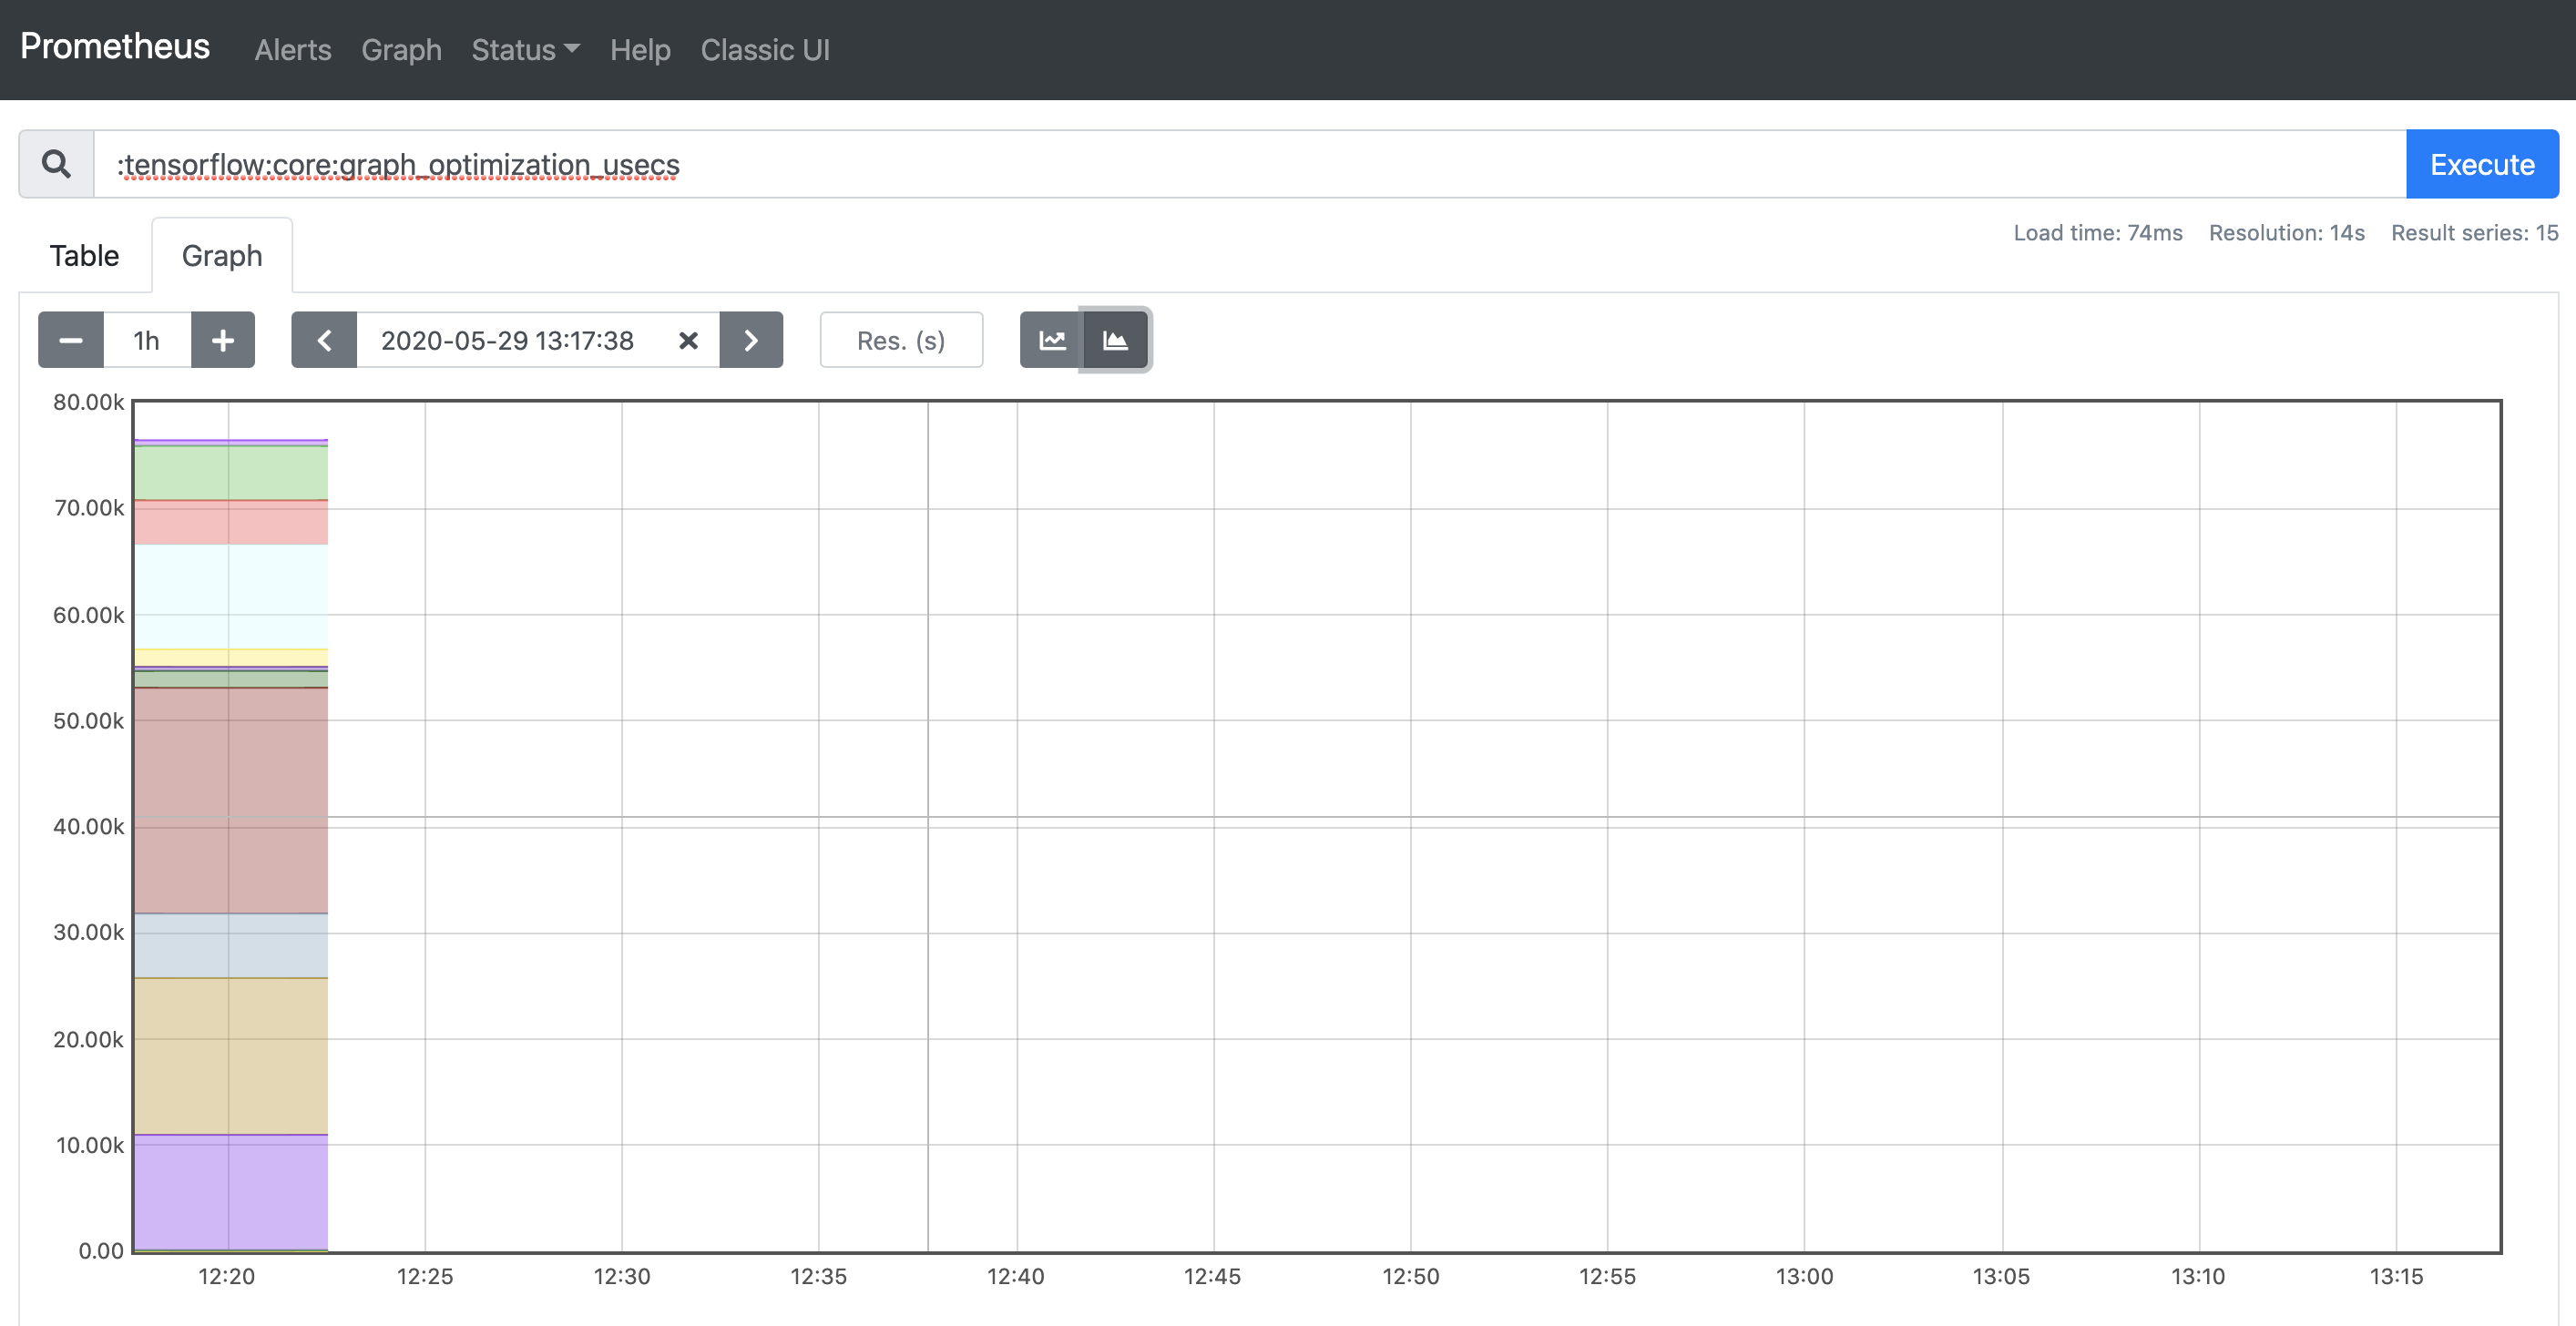 Prometheus Alerts Graph Status Help Classic UI
:tensorflow:core:graph_optimization_usecs Execute
Load time: 74ms Resolution: 14s Result series: 15
Table Graph
1h 2020-05-29 13:17:38 Res. (s)
80.00k
70.00k
60.00k
50.00k
40.00k
30.00k
20.00k
10.00k
0.00
12:20 12:25 12:30 12:35 12:40 12:45 12:50 12:55 13:00 13:05 13:10 13:15